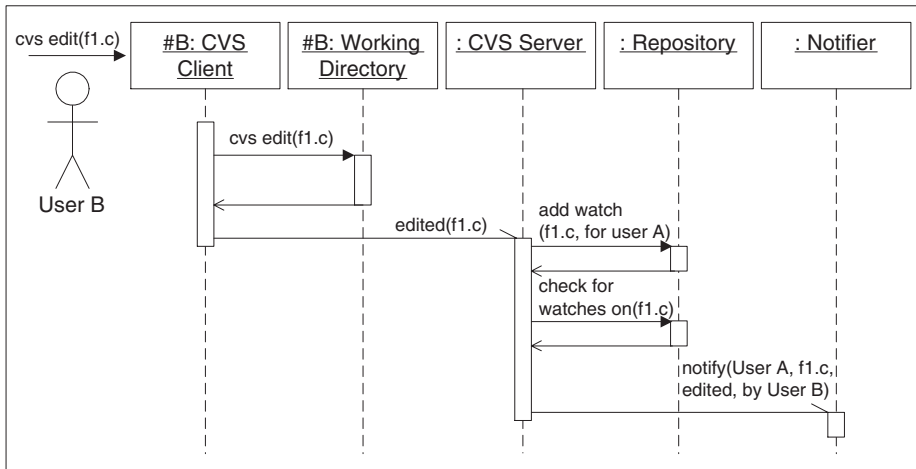 cvs edit(f1.c)
#B: CVS
Client
#B: Working
Directory
: CVS Server
: Repository
: Notifier
User B
cvs edit(f1.c)
edited(f1.c)
add watch
(f1.c, for user A)
check for
watches on(f1.c)
notify(User A, f1.c,
edited, by User B)